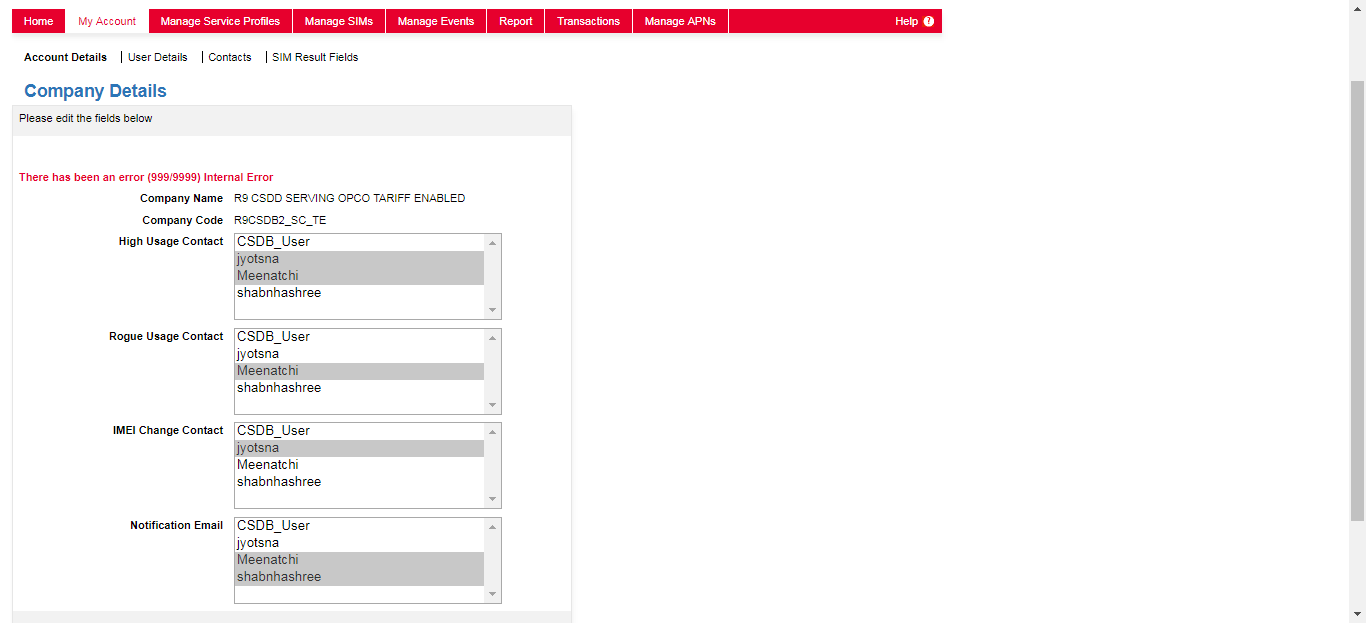 Home My Account Manage Service Profiles Manage SIMs Manage Events Report Transactions Manage APNs Help ?
Account Details User Details Contacts SIM Result Fields
Company Details
Please edit the fields below
There has been an error (999/9999) Internal Error
Company Name R9 CSDD SERVING OPCO TARIFF ENABLED
Company Code R9CSDB2_SC_TE
High Usage Contact CSDB_User
jyotsna
Meenatchi
shabnhashree
Rogue Usage Contact CSDB_User
jyotsna
Meenatchi
shabnhashree
IMEI Change Contact CSDB_User
jyotsna
Meenatchi
shabnhashree
Notification Email CSDB_User
jyotsna
Meenatchi
shabnhashree